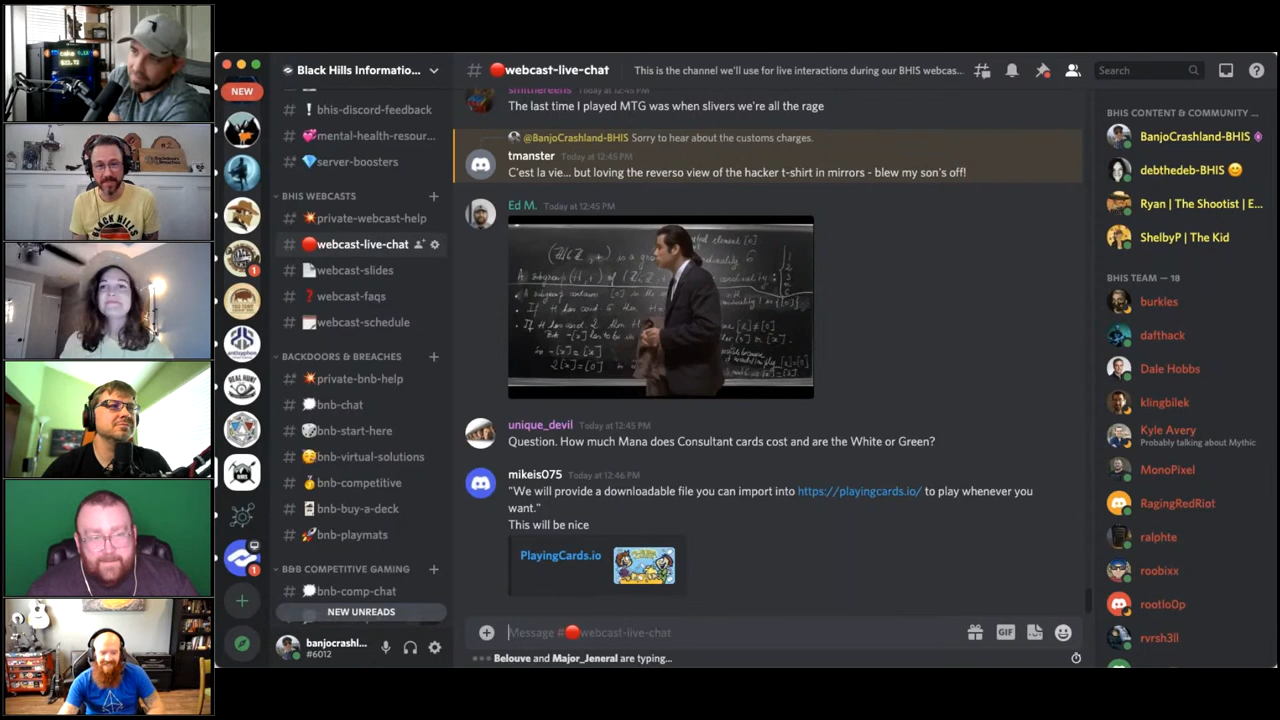 Black Hills Informatio...
NEW
bhis-discord-feedback
mental-health-resour...
server-boosters
BHIS WEBCASTS
private-webcast-help
webcast-live-chat
webcast-slides
webcast-faqs
webcast-schedule
BACKDOORS & BREACHES
private-bnb-help
bnb-chat
bnb-start-here
bnb-virtual-solutions
bnb-competitive
bnb-buy-a-deck
bnb-playmats
B&B COMPETITIVE GAMING
bnb-comp-chat
NEW UNREADS
banjocrashl...
#6012
# webcast-live-chat
This is the channel we'll use for live interactions during our BHIS webcas...
Search
smithereens Today at 12:45 PM
The last time I played MTG was when slivers we're all the rage
@BanjoCrashland-BHIS Sorry to hear about the customs charges.
tmanster Today at 12:45 PM
C'est la vie... but loving the reverso view of the hacker t-shirt in mirrors - blew my son's off!
Ed M. Today at 12:45 PM
unique_devil Today at 12:45 PM
Question. How much Mana does Consultant cards cost and are the White or Green?
mikeis075 Today at 12:46 PM
"We will provide a downloadable file you can import into https://playingcards.io/ to play whenever you
want."
This will be nice
PlayingCards.io
Message #🔴webcast-live-chat
GIF
Belouve and Major_Jeneral are typing...
BHIS CONTENT & COMMUNITY ...
BanjoCrashland-BHIS
debthedeb-BHIS 😊
Ryan | The Shootist | E...
ShelbyP | The Kid
BHIS TEAM — 18
burkles
dafthack
Dale Hobbs
klingbilek
Kyle Avery
Probably talking about Mythic
MonoPixel
RagingRedRiot
ralphte
roobixx
rootlo0p
rvrsh3ll